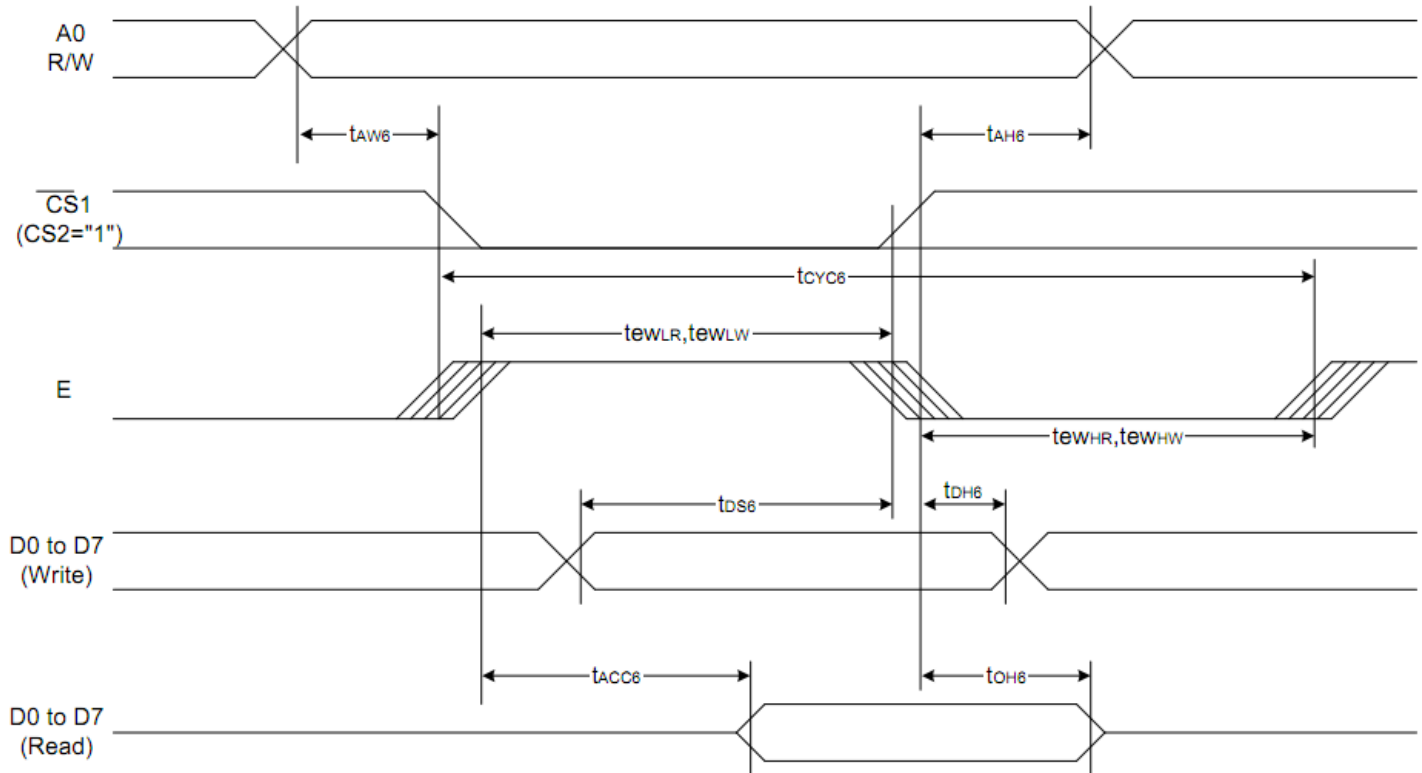 A0
R/W
tAW6
tAH6
CS1
(CS2="1")
tCYC6
tewLR,tewLW
E
tewHR,tewHW
tDS6
tDH6
D0 to D7
(Write)
tACC6
tOH6
D0 to D7
(Read)